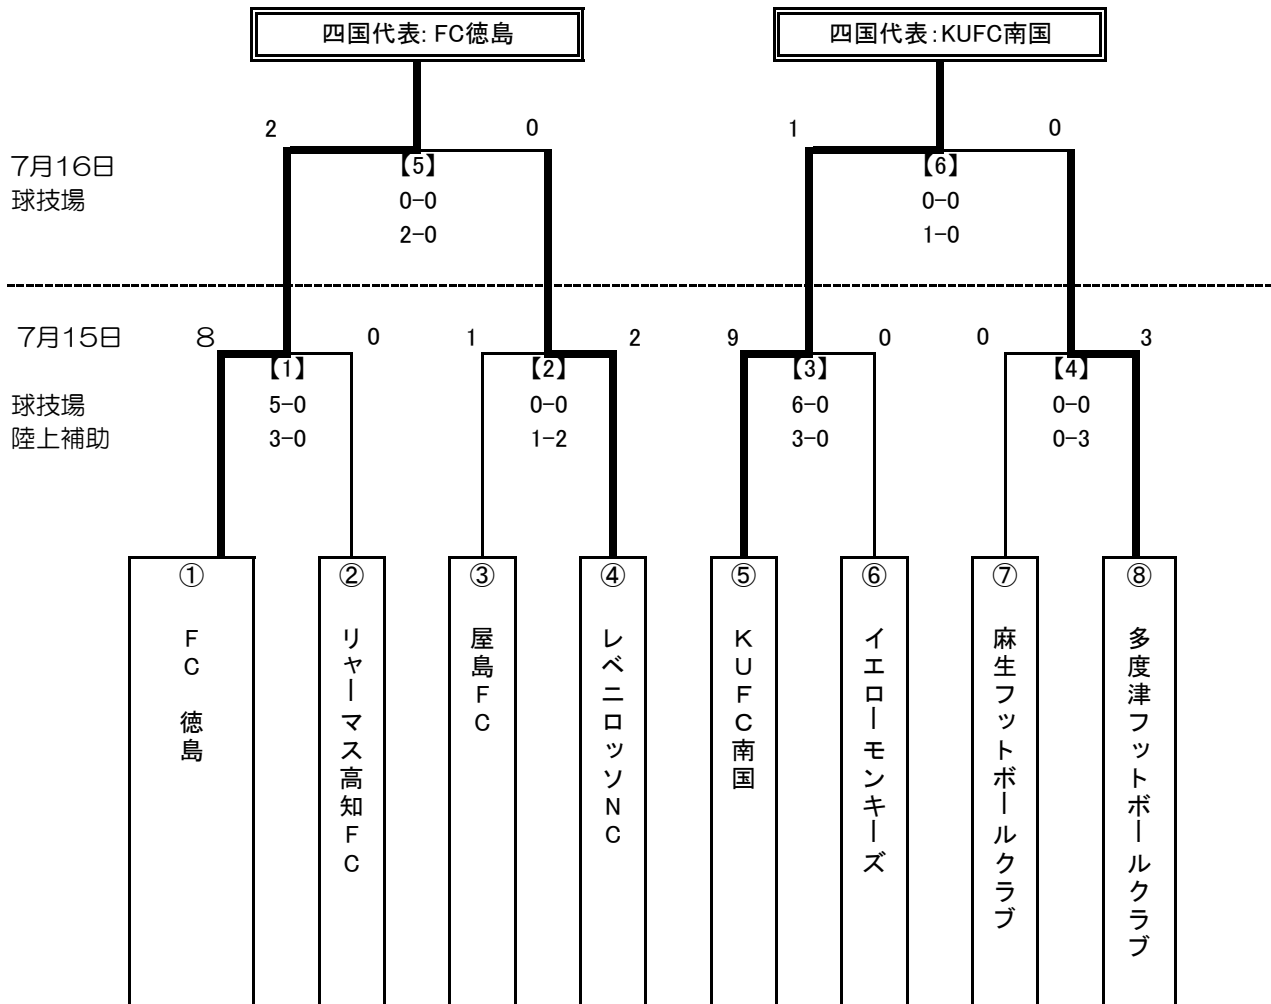 四国代表: FC徳島
四国代表:KUFC南国
2
0
1
0
7月16日
球技場
【5】
0-0
2-0
【6】
0-0
1-0
7月15日
8
0
1
2
9
0
0
3
球技場
陸上補助
【1】
5-0
3-0
【2】
0-0
1-2
【3】
6-0
3-0
【4】
0-0
0-3
①
FC 徳島
②
リヤーマス高知FC
③
屋島FC
④
レベニロッソNC
⑤
KUFC南国
⑥
イエローモンキーズ
⑦
麻生フットボールクラブ
⑧
多度津フットボールクラブ